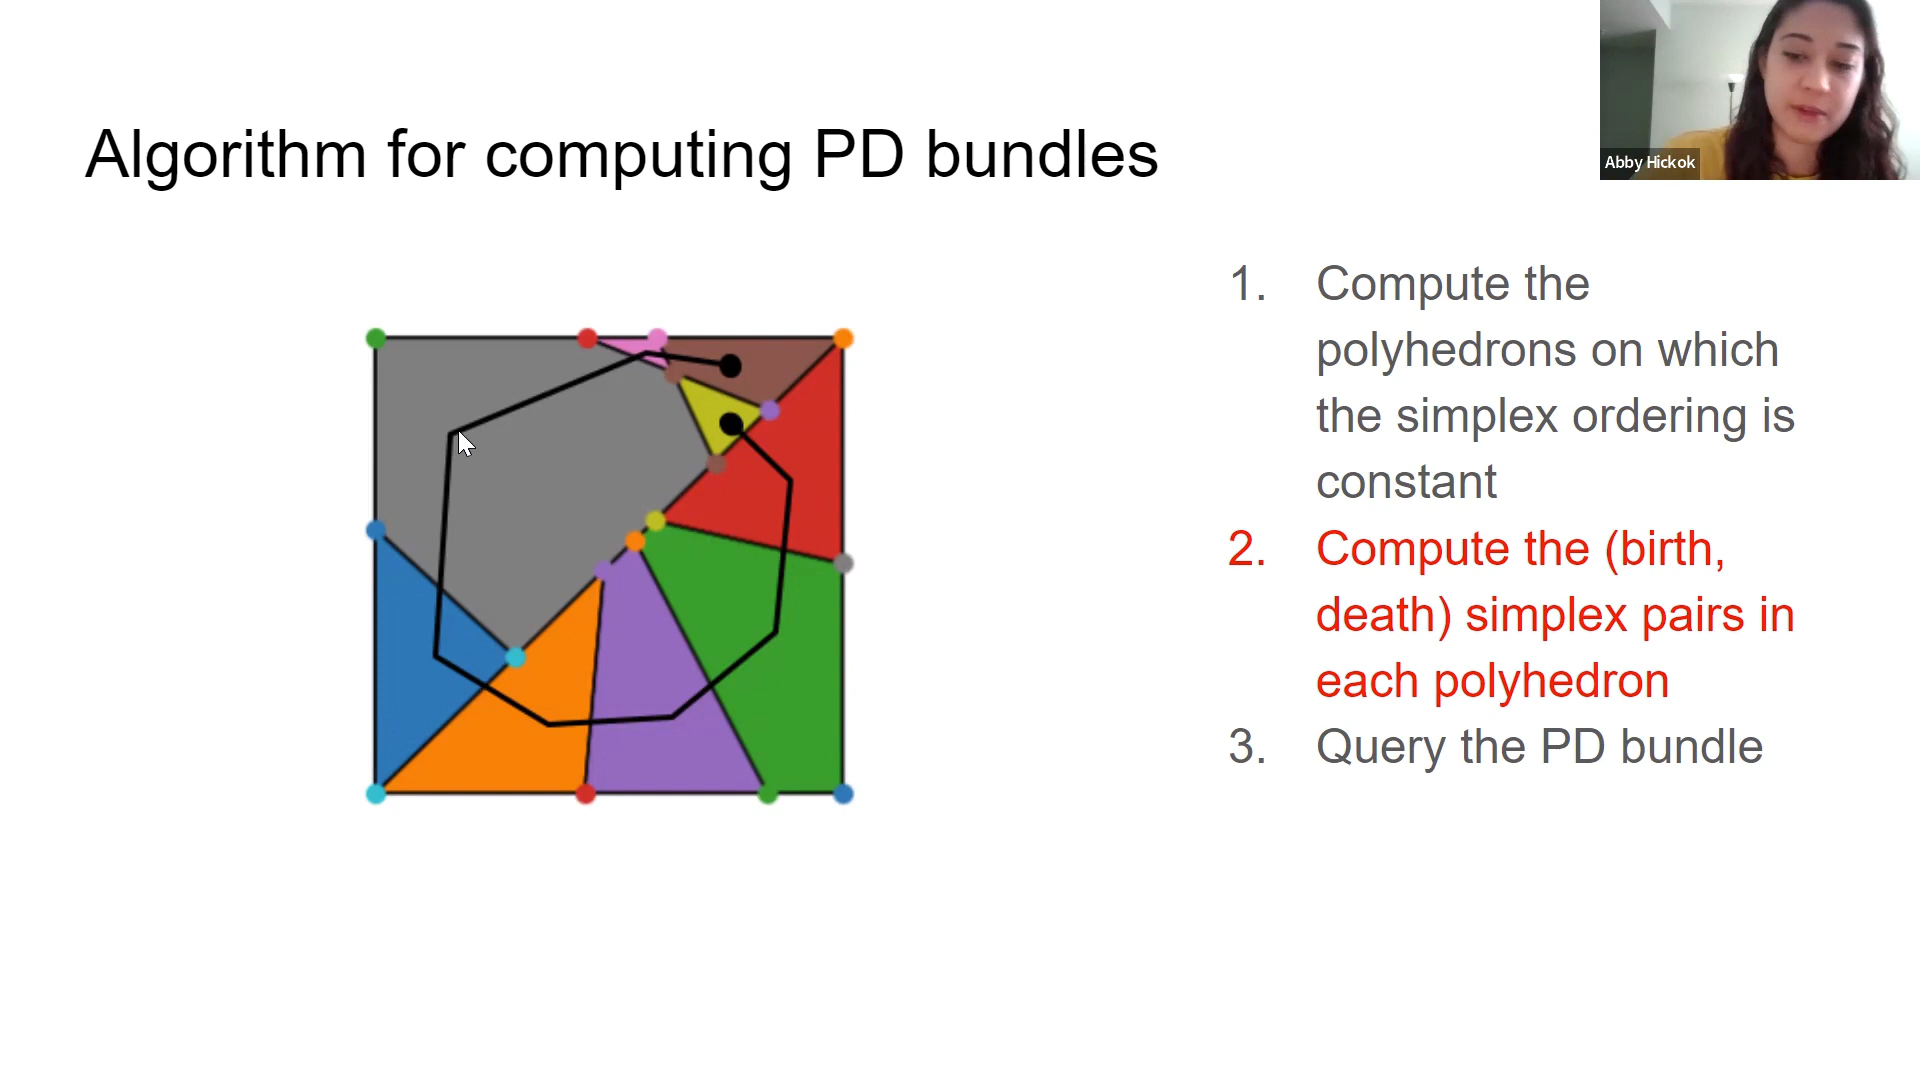 Algorithm for computing PD bundles
Abby Hickok
1. Compute the
polyhedrons on which
the simplex ordering is
constant
2. Compute the (birth,
death) simplex pairs in
each polyhedron
3. Query the PD bundle